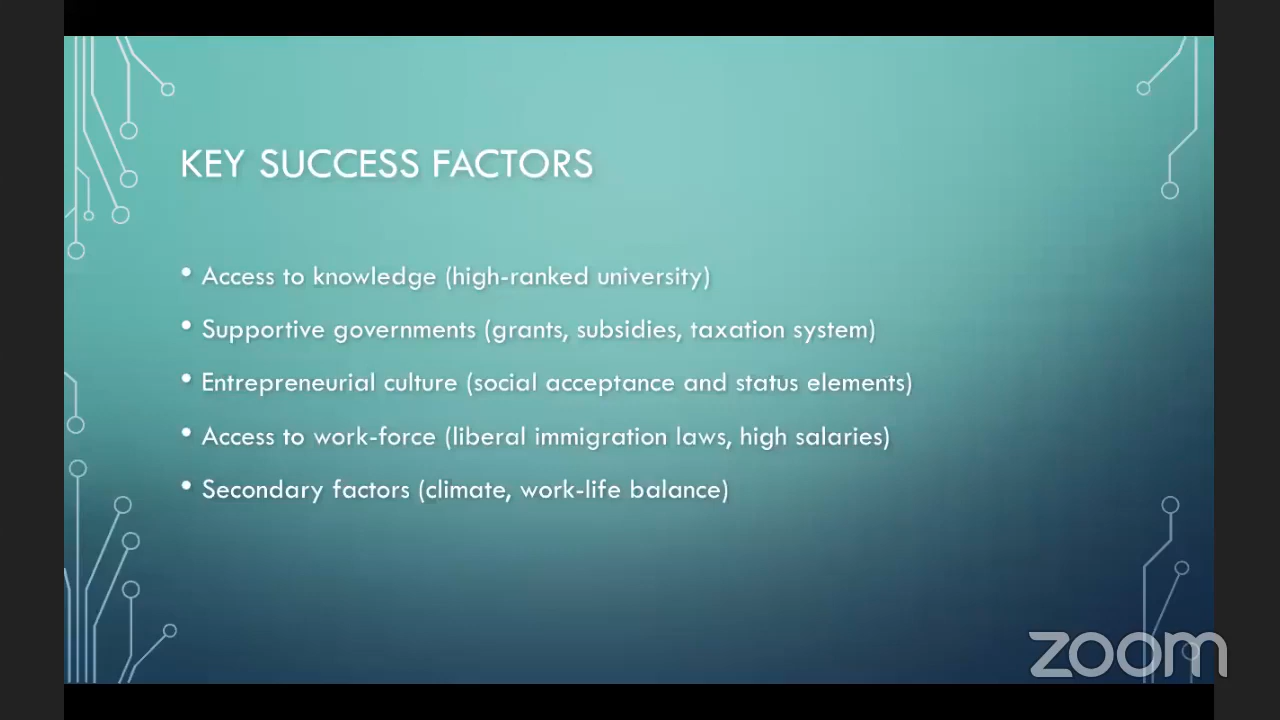 KEY SUCCESS FACTORS
• Access to knowledge (high-ranked university)
• Supportive governments (grants, subsidies, taxation system)
• Entrepreneurial culture (social acceptance and status elements)
• Access to work-force (liberal immigration laws, high salaries)
• Secondary factors (climate, work-life balance)
zoom